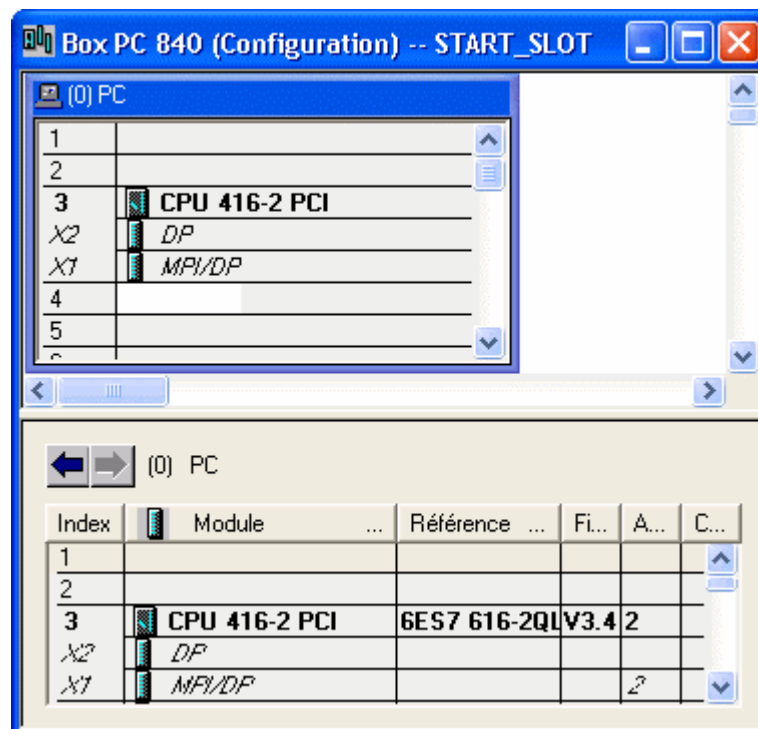 Box PC 840 (Configuration) -- START_SLOT
(0) PC
1
2
3 CPU 416-2 PCI
X2 DP
X1 MPI/DP
4
5
(0) PC
Index Module ... Référence ... Fi... A... C...
1
2
3 CPU 416-2 PCI 6ES7 616-2QL V3.4 2
X2 DP
X1 MPI/DP 2